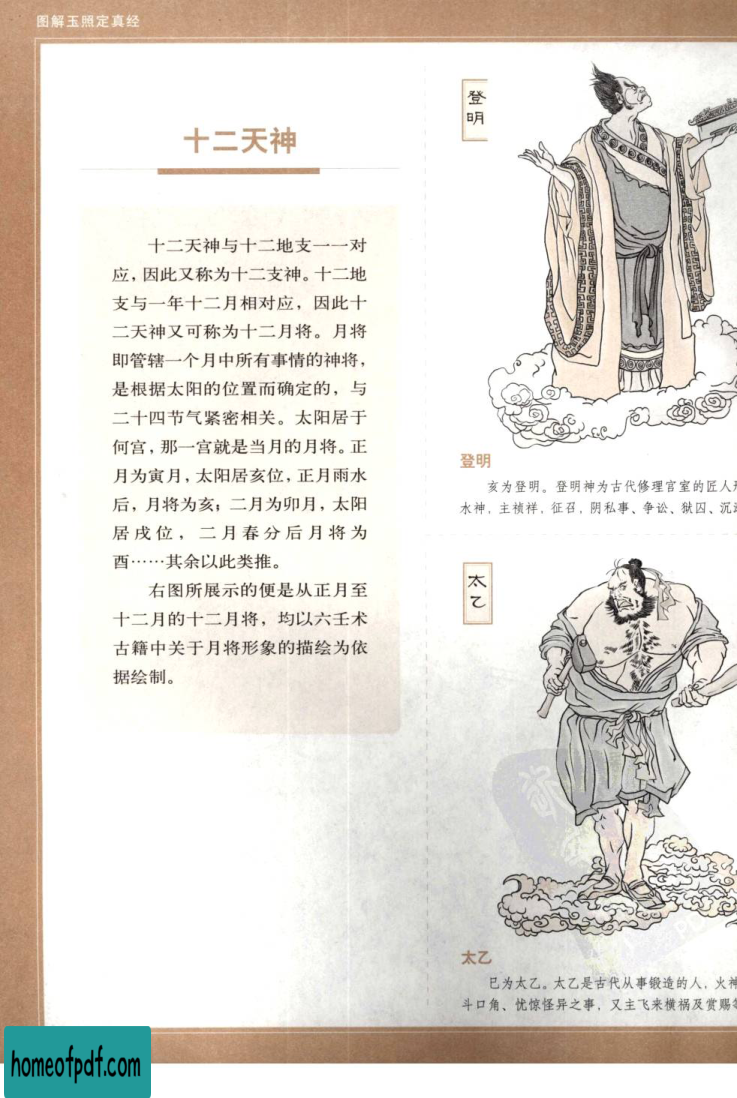 图解玉照定真经
十二天神
十二天神与十二地支一一对
应，因此又称为十二支神。十二地
支与一年十二月相对应，因此十
二天神又可称为十二月将。月将
即管辖一个月中所有事情的神将，
是根据太阳的位置而确定的，与
二十四节气紧密相关。太阳居于
何宫，那一宫就是当月的月将。正
月为寅月，太阳居亥位，正月雨水
后，月将为亥；二月为卯月，太阳
居戌位，二月春分后月将为
酉……其余以此类推。
右图所展示的便是从正月至
十二月的十二月将，均以六壬术
古籍中关于月将形象的描绘为依
据绘制。
登
明
登明
亥为登明。登明神为古代修理官室的匠人
水神，主祯祥，征召，阴私事、争讼、狱囚、沉
太
乙
太乙
巳为太乙。太乙是古代从事锻造的人，火神
斗口角、忧惊怪异之事，又主飞来横祸及赏赐
homeofpdf.com